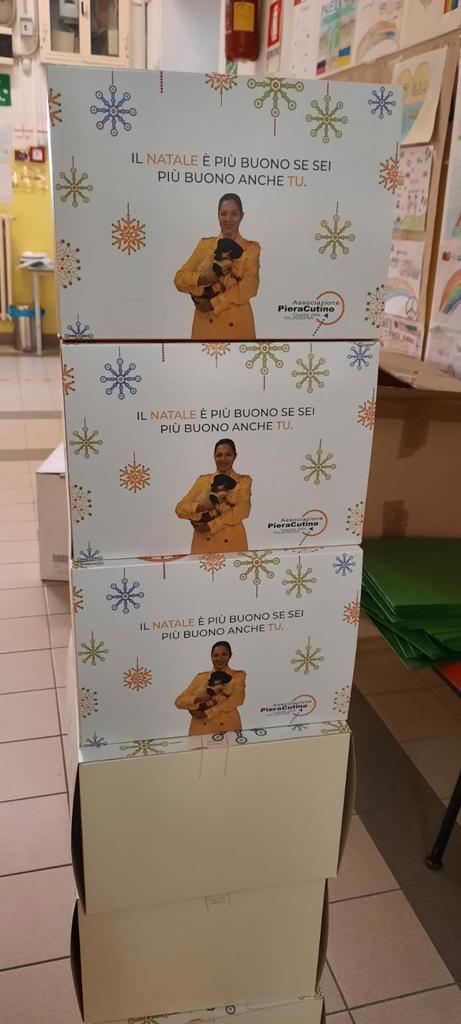 IL NATALE È PIÙ BUONO SE SEI
PIÙ BUONO ANCHE TU.
Associazione
PieraCutino
IL NATALE È PIÙ BUONO SE SEI
PIÙ BUONO ANCHE TU.
Associazione
PieraCutino
IL NATALE È PIÙ BUONO SE SEI
PIÙ BUONO ANCHE TU.
Associazione
PieraCutino